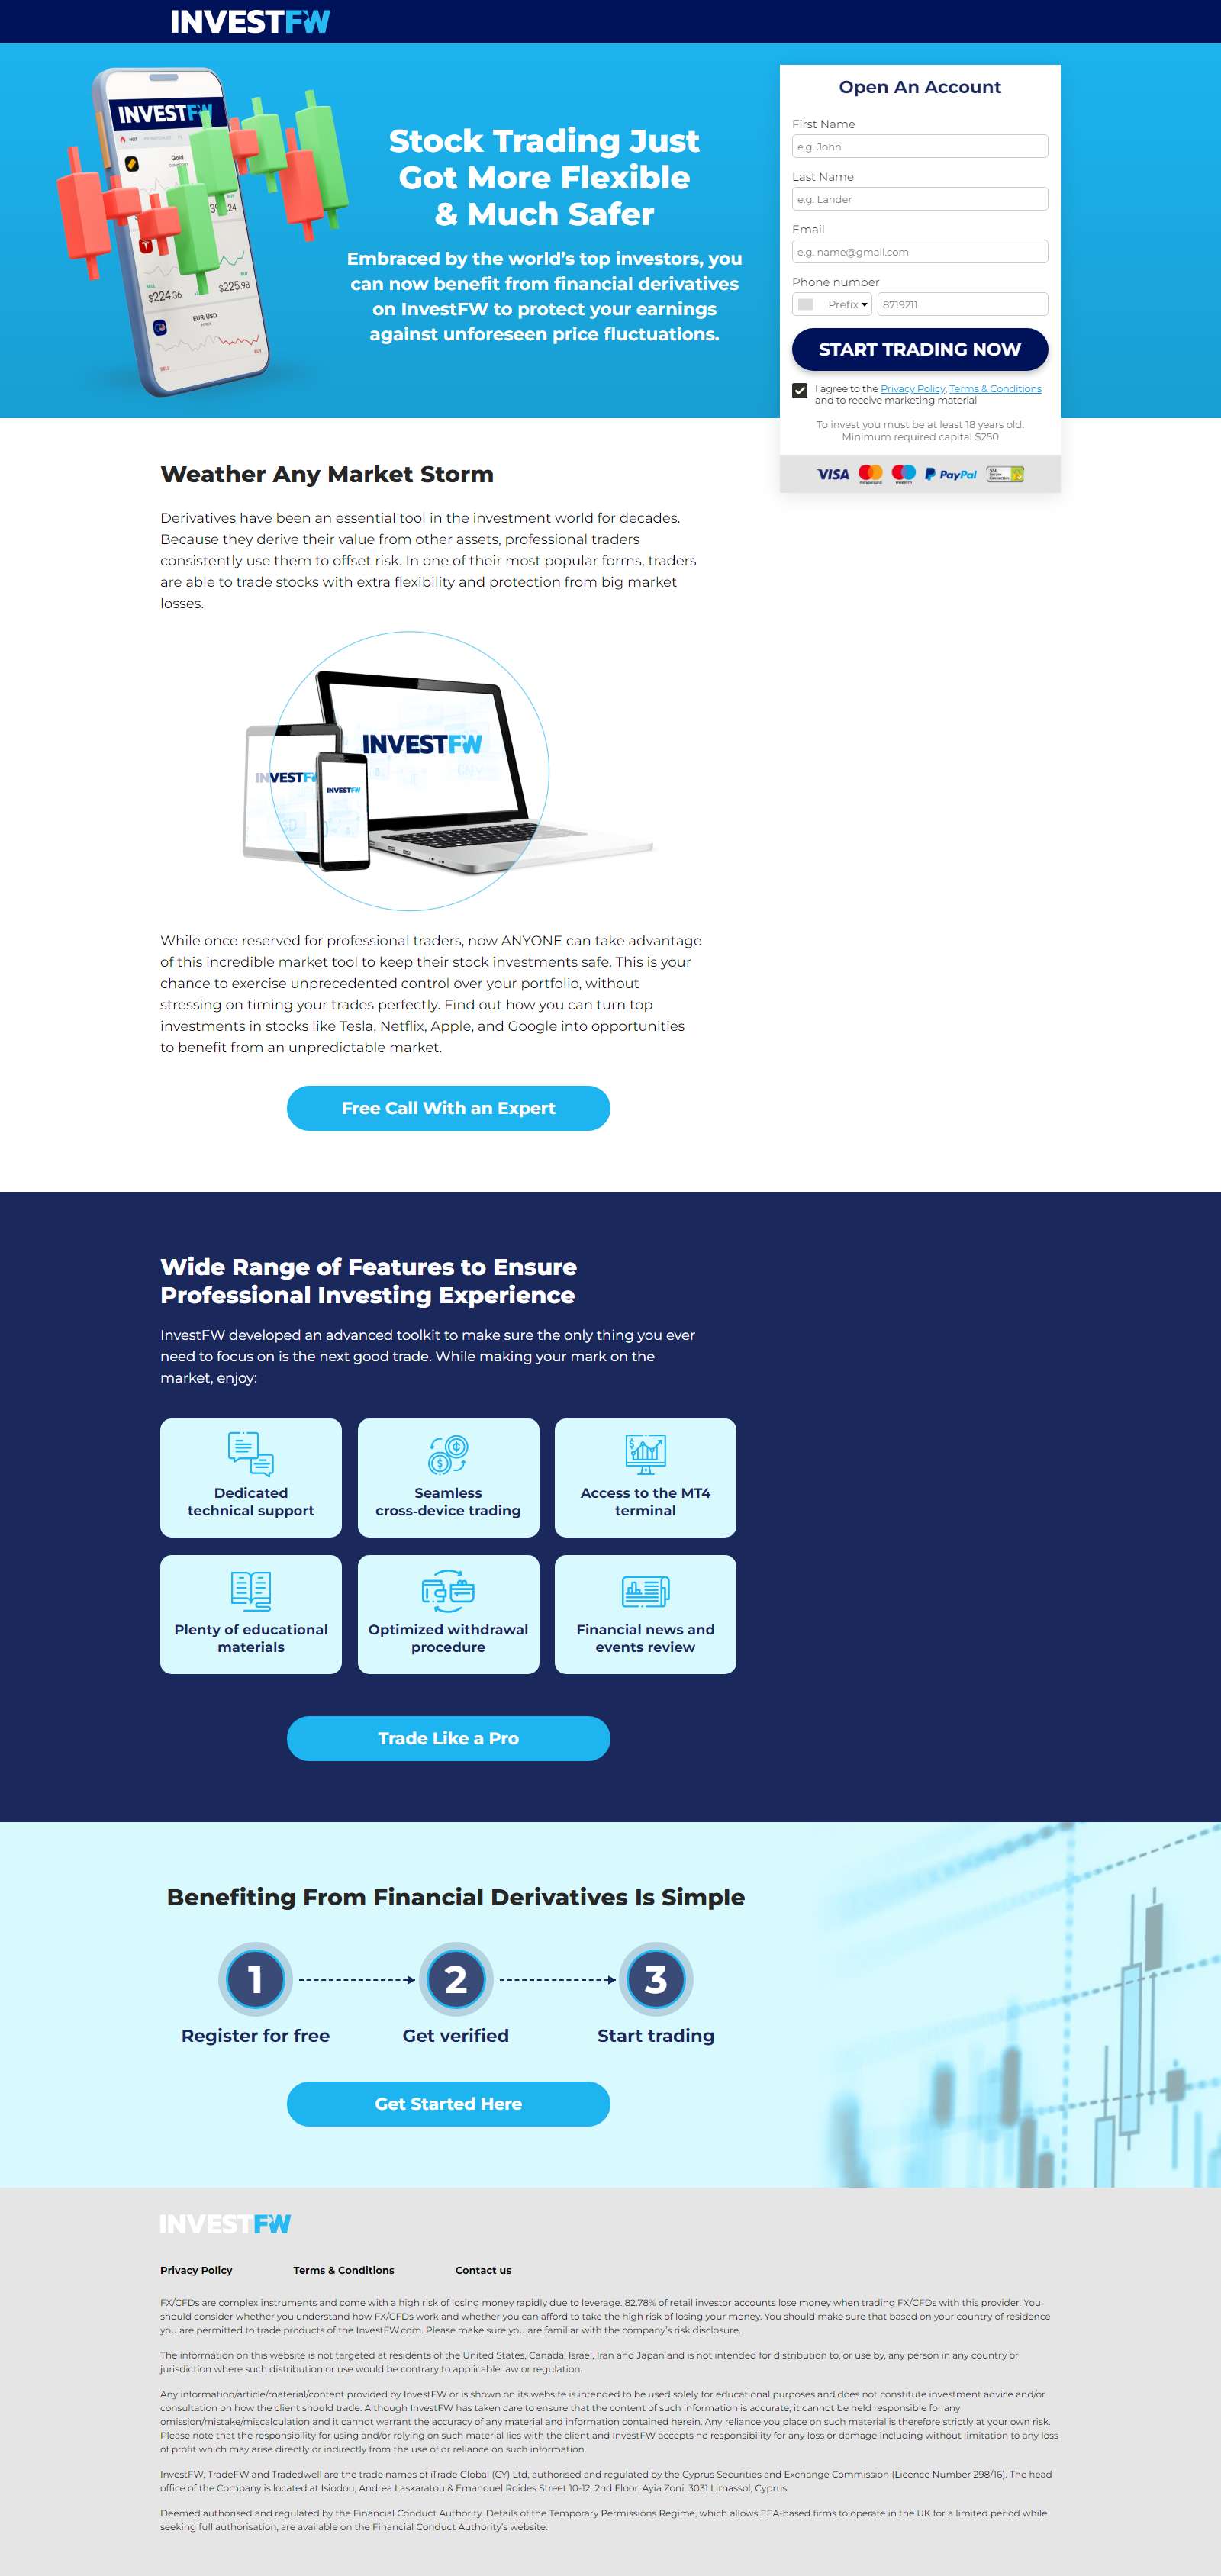 INVESTFW
INVESTFW
HOT
Gold
$224.36
$225.98
SELL
BUY
EUR/USD
SELL
BUY
Stock Trading Just
Got More Flexible
& Much Safer
Embraced by the world's top investors, you
can now benefit from financial derivatives
on InvestFW to protect your earnings
against unforeseen price fluctuations.
Open An Account
First Name
e.g. John
Last Name
e.g. Lander
Email
e.g. name@gmail.com
Phone number
Prefix 8719211
START TRADING NOW
I agree to the Privacy Policy, Terms & Conditions
and to receive marketing material
To invest you must be at least 18 years old.
Minimum required capital $250
VISA mastercard maestro PayPal SSL Secure Connection
Weather Any Market Storm
Derivatives have been an essential tool in the investment world for decades.
Because they derive their value from other assets, professional traders
consistently use them to offset risk. In one of their most popular forms, traders
are able to trade stocks with extra flexibility and protection from big market
losses.
INVESTFW
INVESTFW
INVESTFW
While once reserved for professional traders, now ANYONE can take advantage
of this incredible market tool to keep their stock investments safe. This is your
chance to exercise unprecedented control over your portfolio, without
stressing on timing your trades perfectly. Find out how you can turn top
investments in stocks like Tesla, Netflix, Apple, and Google into opportunities
to benefit from an unpredictable market.
Free Call With an Expert
Wide Range of Features to Ensure
Professional Investing Experience
InvestFW developed an advanced toolkit to make sure the only thing you ever
need to focus on is the next good trade. While making your mark on the
market, enjoy:
Dedicated
technical support
Seamless
cross-device trading
Access to the MT4
terminal
Plenty of educational
materials
Optimized withdrawal
procedure
Financial news and
events review
Trade Like a Pro
Benefiting From Financial Derivatives Is Simple
1
2
3
Register for free
Get verified
Start trading
Get Started Here
INVESTFW
Privacy Policy
Terms & Conditions
Contact us
FX/CFDs are complex instruments and come with a high risk of losing money rapidly due to leverage. 82.78% of retail investor accounts lose money when trading FX/CFDs with this provider. You
should consider whether you understand how FX/CFDs work and whether you can afford to take the high risk of losing your money. You should make sure that based on your country of residence
you are permitted to trade products of the InvestFW.com. Please make sure you are familiar with the company's risk disclosure.
The information on this website is not targeted at residents of the United States, Canada, Israel, Iran and Japan and is not intended for distribution to, or use by, any person in any country or
jurisdiction where such distribution or use would be contrary to applicable law or regulation.
Any information/article/material/content provided by InvestFW or is shown on its website is intended to be used solely for educational purposes and does not constitute investment advice and/or
consultation on how the client should trade. Although InvestFW has taken care to ensure that the content of such information is accurate, it cannot be held responsible for any
omission/mistake/miscalculation and it cannot warrant the accuracy of any material and information contained herein. Any reliance you place on such material is therefore strictly at your own risk.
Please note that the responsibility for using and/or relying on such material lies with the client and InvestFW accepts no responsibility for any loss or damage including without limitation to any loss
of profit which may arise directly or indirectly from the use of or reliance on such information.
InvestFW, TradeFW and Tradedwell are the trade names of iTrade Global (CY) Ltd, authorised and regulated by the Cyprus Securities and Exchange Commission (Licence Number 298/16). The head
office of the Company is located at Isiodou, Andrea Laskaratou & Emanouel Roides Street 10-12, 2nd Floor, Ayia Zoni, 3031 Limassol, Cyprus
Deemed authorised and regulated by the Financial Conduct Authority. Details of the Temporary Permissions Regime, which allows EEA-based firms to operate in the UK for a limited period while
seeking full authorisation, are available on the Financial Conduct Authority's website.